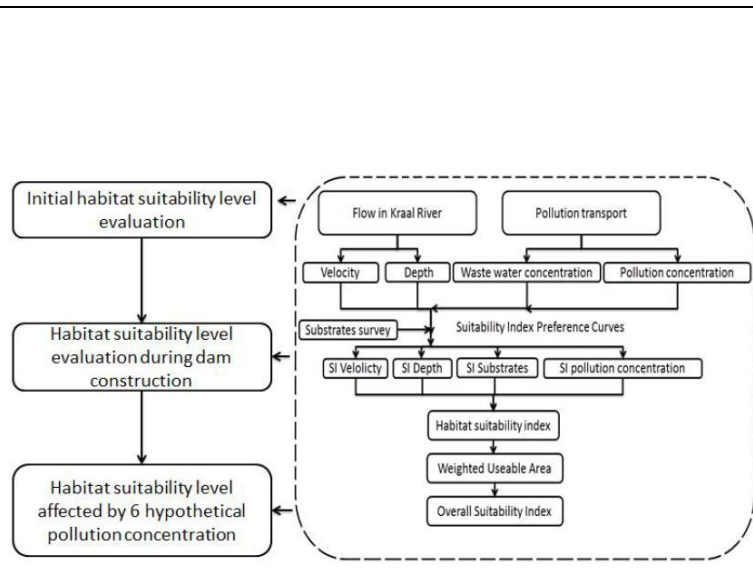 Initial habitat suitability level
evaluation
Habitat suitability level
evaluation during dam
construction
Habitat suitability level
affected by 6 hypothetical
pollution concentration
Flow in Kraal River
Pollution transport
Velocity
Depth
Waste water concentration
Pollution concentration
Substrates survey
Suitability Index Preference Curves
SI Velolicty
SI Depth
SI Substrates
SI pollution concentration
Habitat suitability index
Weighted Useable Area
Overall Suitability Index